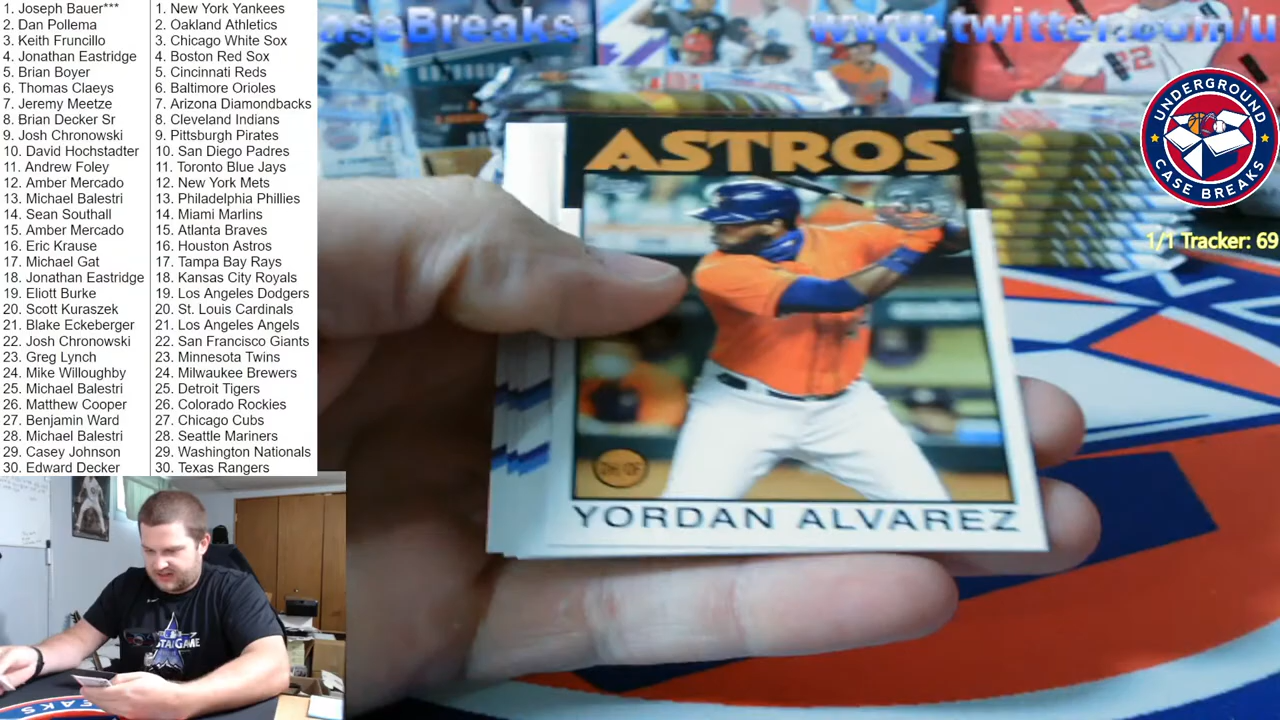 1. Joseph Bauer***
2. Dan Pollema
3. Keith Fruncillo
4. Jonathan Eastridge
5. Brian Boyer
6. Thomas Claeys
7. Jeremy Meetze
8. Brian Decker Sr
9. Josh Chronowski
10. David Hochstadter
11. Andrew Foley
12. Amber Mercado
13. Michael Balestri
14. Sean Southall
15. Amber Mercado
16. Eric Krause
17. Michael Gat
18. Jonathan Eastridge
19. Eliott Burke
20. Scott Kuraszek
21. Blake Eckeberger
22. Josh Chronowski
23. Greg Lynch
24. Mike Willoughby
25. Michael Balestri
26. Matthew Cooper
27. Benjamin Ward
28. Michael Balestri
29. Casey Johnson
30. Edward Decker
1. New York Yankees
2. Oakland Athletics
3. Chicago White Sox
4. Boston Red Sox
5. Cincinnati Reds
6. Baltimore Orioles
7. Arizona Diamondbacks
8. Cleveland Indians
9. Pittsburgh Pirates
10. San Diego Padres
11. Toronto Blue Jays
12. New York Mets
13. Philadelphia Phillies
14. Miami Marlins
15. Atlanta Braves
16. Houston Astros
17. Tampa Bay Rays
18. Kansas City Royals
19. Los Angeles Dodgers
20. St. Louis Cardinals
21. Los Angeles Angels
22. San Francisco Giants
23. Minnesota Twins
24. Milwaukee Brewers
25. Detroit Tigers
26. Colorado Rockies
27. Chicago Cubs
28. Seattle Mariners
29. Washington Nationals
30. Texas Rangers
aseBreaks
www.twitter.com/u
UNDERGROUND
CASE BREAKS
1/1 Tracker: 69
ASTROS
DH/OF
YORDAN ALVAREZ